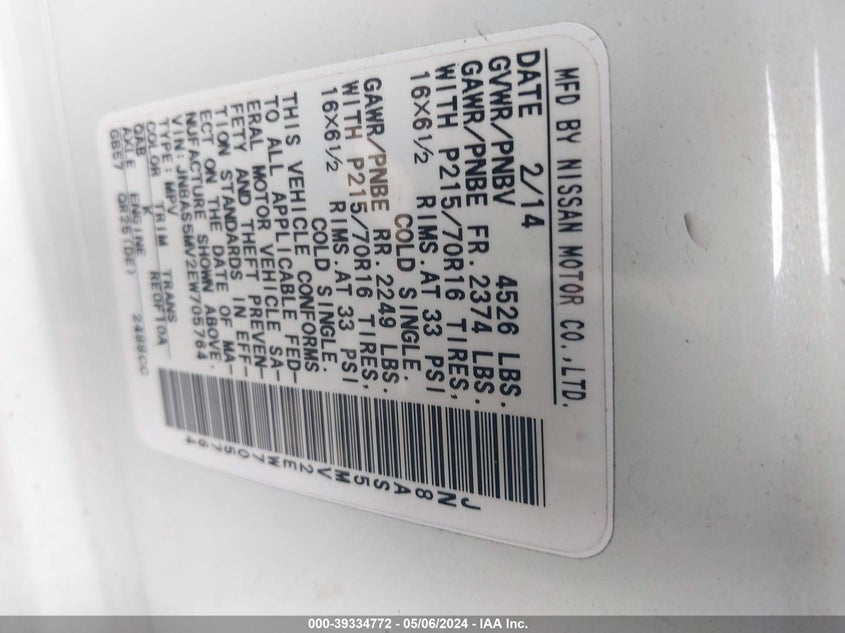 MFD BY NISSAN MOTOR CO.,LTD.
DATE 2/14
GVWR/PNBV 4526 LBS.
GAWR/PNBE FR. 2374 LBS.
WITH P215/70R16 TIRES,
16X6½ RIMS.AT 33 PSI
COLD SINGLE.
GAWR/PNBE RR. 2249 LBS.
WITH P215/70R16 TIRES,
16X6½ RIMS.AT 33 PSI
COLD SINGLE.
THIS VEHICLE CONFORMS
TO ALL APPLICABLE FED-
ERAL MOTOR VEHICLE SA-
FETY AND THEFT PREVEN-
TION STANDARDS IN EFF-
ECT ON THE DATE OF MA-
NUFACTURE SHOWN ABOVE.
VIN:JN8AS5MV2EW705764
TYPE:MPV
COLOR TRIM TRANS
QAB K RE0F10A
AXLE ENGINE
GB57 QR25(DE) 2488CC
JN8AS5MV2EW705764
000-39334772 - 05/06/2024 - IAA Inc.